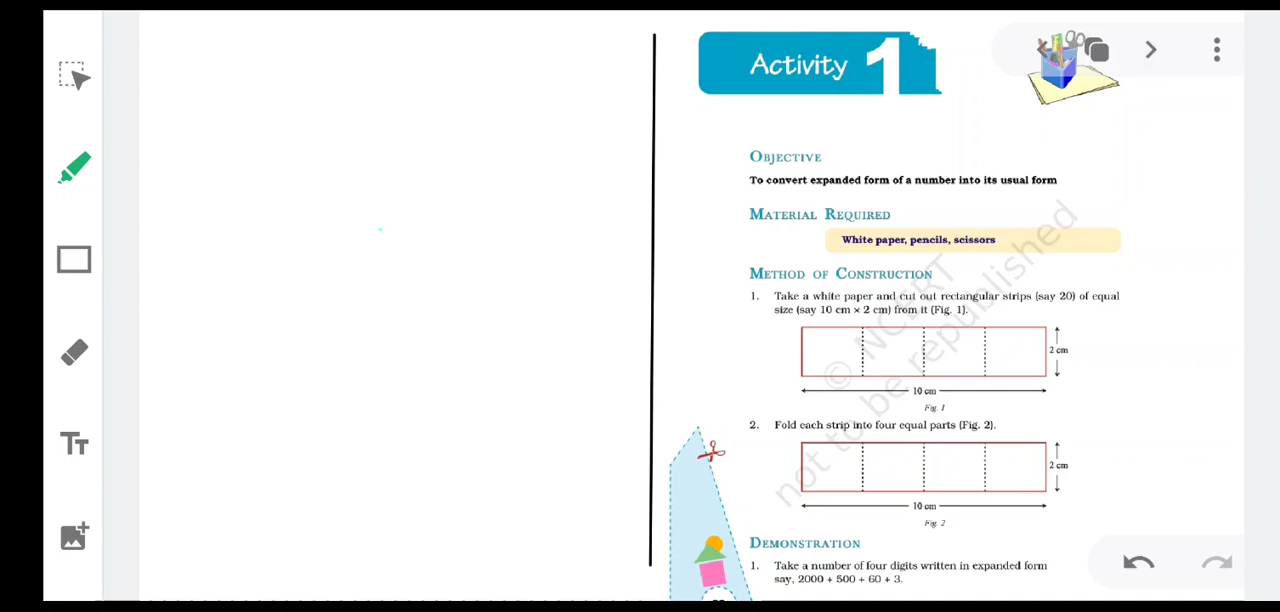 Activity 1
OBJECTIVE
To convert expanded form of a number into its usual form
MATERIAL REQUIRED
White paper, pencils, scissors
METHOD OF CONSTRUCTION
1. Take a white paper and cut out rectangular strips (say 20) of equal
size (say 10 cm × 2 cm) from it (Fig. 1).
2 cm
10 cm
Fig. 1
2. Fold each strip into four equal parts (Fig. 2).
2 cm
10 cm
Fig. 2
DEMONSTRATION
1. Take a number of four digits written in expanded form
say, 2000 + 500 + 60 + 3.
© NCERT
not to be republished
TT